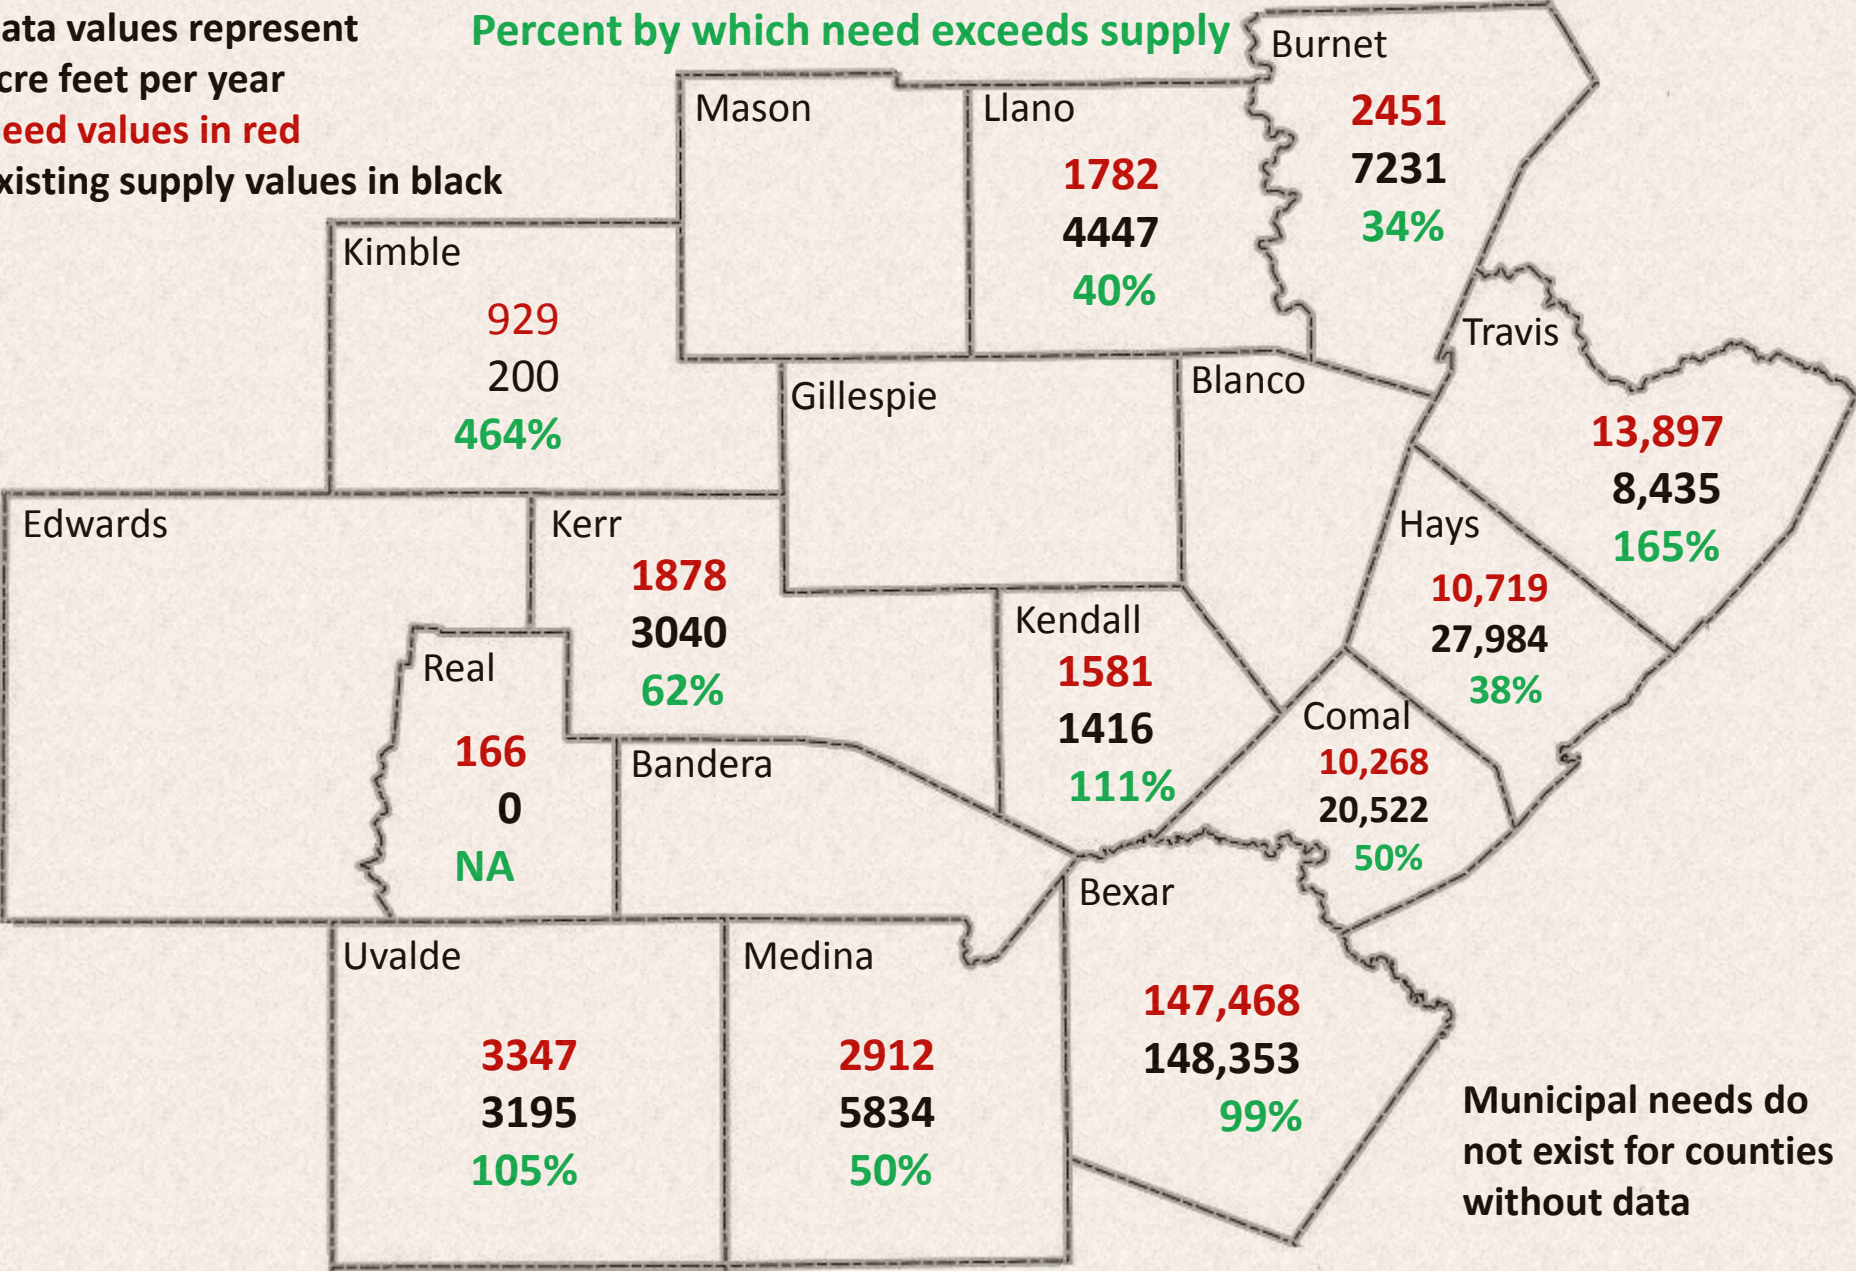 ata values represent
cre feet per year
eed values in red
xisting supply values in black
Percent by which need exceeds supply
Burnet
2451
7231
34%
Mason
Llano
1782
4447
40%
Kimble
929
200
464%
Travis
13,897
8,435
165%
Gillespie
Blanco
Edwards
Kerr
1878
3040
62%
Hays
10,719
27,984
38%
Real
166
0
NA
Kendall
1581
1416
111%
Comal
10,268
20,522
50%
Bandera
Bexar
147,468
148,353
99%
Uvalde
3347
3195
105%
Medina
2912
5834
50%
Municipal needs do
not exist for counties
without data